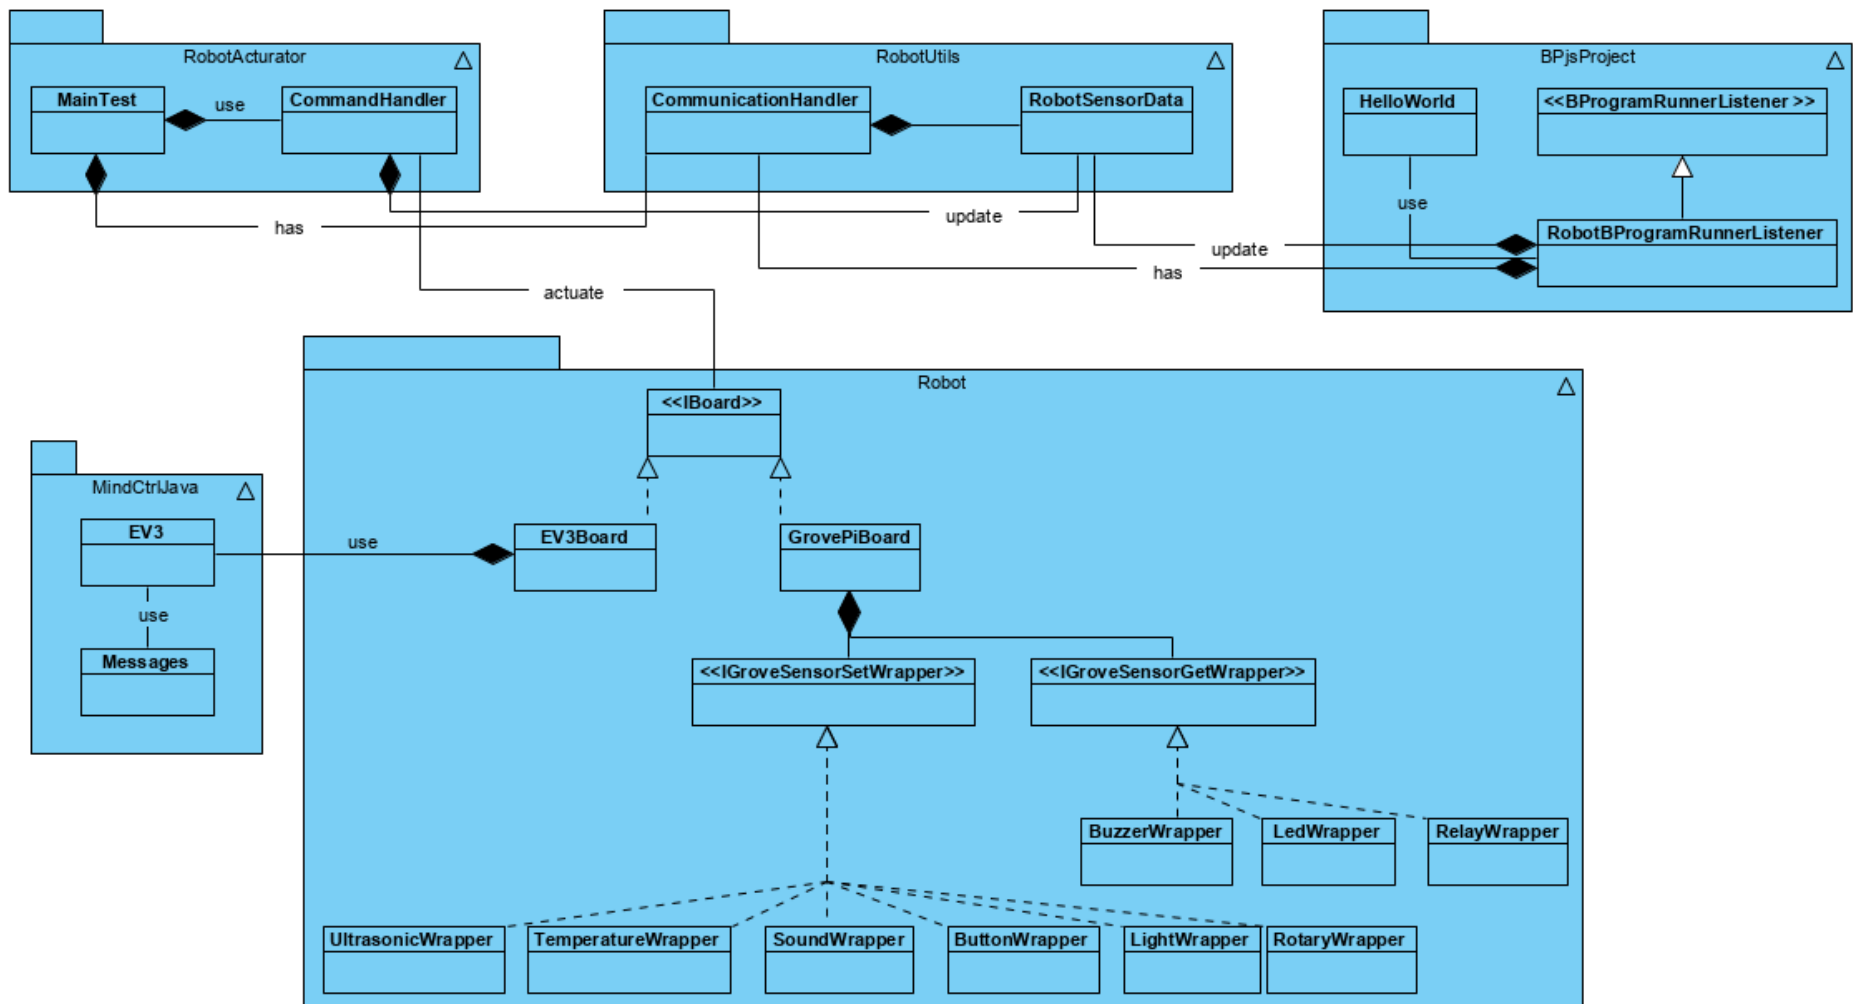 RobotActurator
MainTest
use
CommandHandler
RobotUtils
CommunicationHandler
RobotSensorData
BPjsProject
HelloWorld
<<BProgramRunnerListener >>
use
RobotBProgramRunnerListener
has
update
update
has
actuate
Robot
<<IBoard>>
MindCtrlJava
EV3
use
EV3Board
GrovePiBoard
use
Messages
<<IGroveSensorSetWrapper>>
<<IGroveSensorGetWrapper>>
BuzzerWrapper
LedWrapper
RelayWrapper
UltrasonicWrapper
TemperatureWrapper
SoundWrapper
ButtonWrapper
LightWrapper
RotaryWrapper